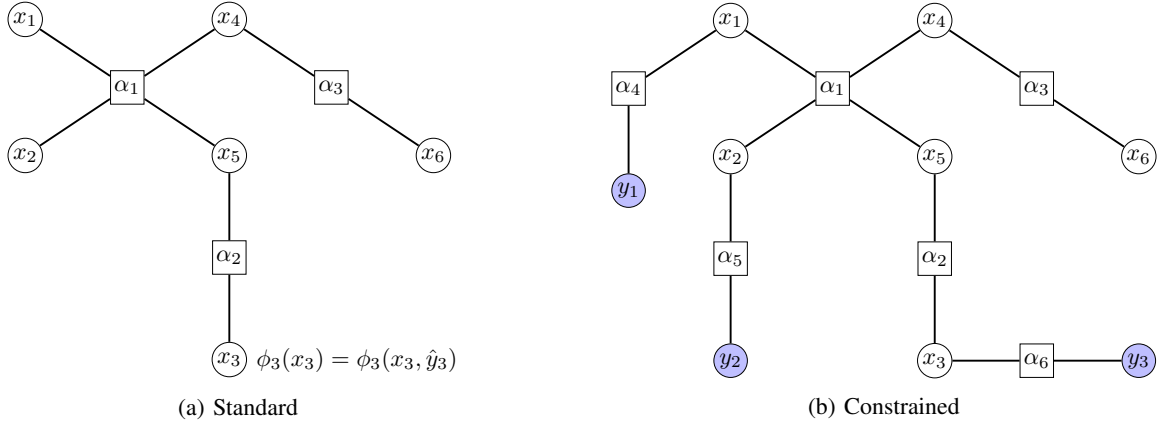 x₁ x₄
α₁ α₃
x₂ x₅ x₆
α₂
x₃ ϕ₃(x₃) = ϕ₃(x₃, ŷ₃)
(a) Standard
x₁ x₄
α₄ α₁ α₃
x₂ x₅ x₆
y₁
α₅ α₂
y₂ x₃ α₆ y₃
(b) Constrained